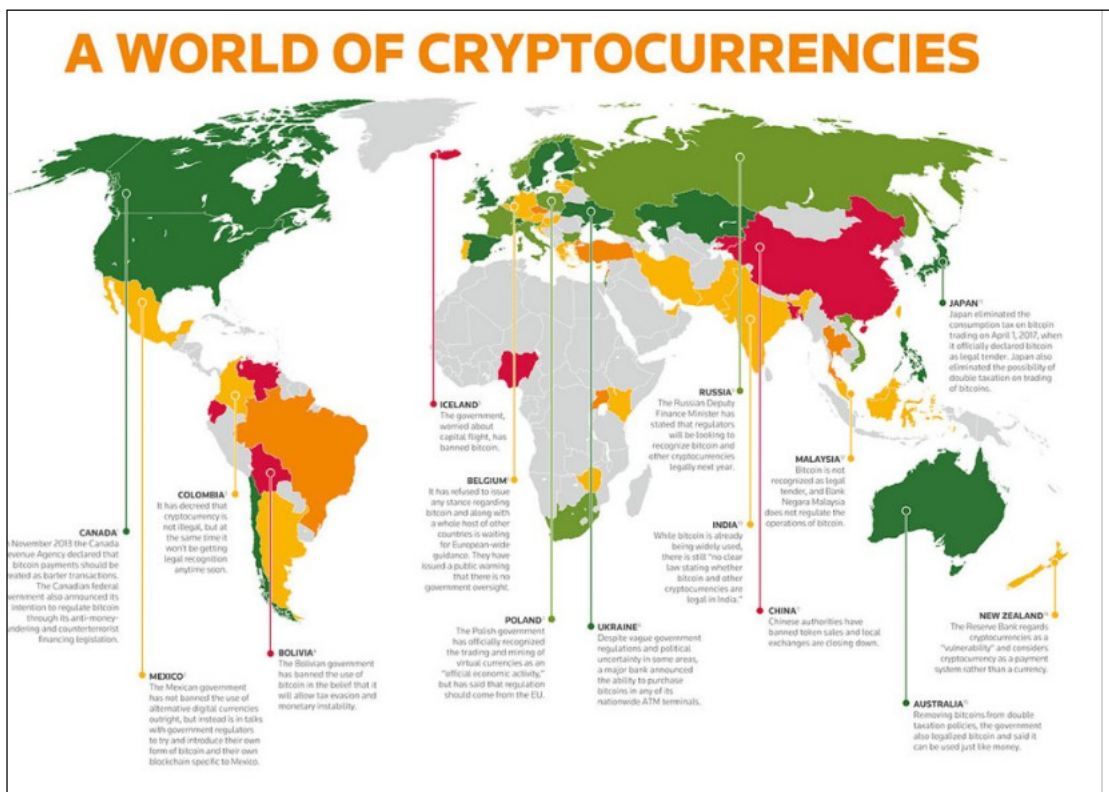 A WORLD OF CRYPTOCURRENCIES
CANADA
November 2013 the Canada
venue Agency declared that
bitcoin payments should be
eated as barter transactions.
The Canadian federal
vernment also announced its
intention to regulate bitcoin
through its anti-money-
ndering and counterterrorist
financing legislation.
MEXICO
The Mexican government
has not banned the use of
alternative digital currencies
outright, but instead is in talks
with government regulators
to try and introduce their own
form of bitcoin and their own
blockchain specific to Mexico.
COLOMBIA
It has decreed that
cryptocurrency is
not illegal, but at
the same time it
won't be getting
legal recognition
anytime soon.
BOLIVIA
The Bolivian government
has banned the use of
bitcoin in the belief that it
will allow tax evasion and
monetary instability.
ICELAND
The government,
worried about
capital flight, has
banned bitcoin.
BELGIUM
It has refused to issue
any stance regarding
bitcoin and along with
a whole host of other
countries is waiting
for European-wide
guidance. They have
issued a public warning
that there is no
government oversight.
POLAND
The Polish government
has officially recognized
the trading and mining of
virtual currencies as an
"official economic activity,"
but has said that regulation
should come from the EU.
UKRAINE
Despite vague government
regulations and political
uncertainty in some areas,
a major bank announced
the ability to purchase
bitcoins in any of its
nationwide ATM terminals.
RUSSIA
The Russian Deputy
Finance Minister has
stated that regulators
will be looking to
recognize bitcoin and
other cryptocurrencies
legally next year.
INDIA
While bitcoin is already
being widely used,
there is still "no clear
law stating whether
bitcoin and other
cryptocurrencies are
legal in India."
CHINA
Chinese authorities have
banned token sales and local
exchanges are closing down.
MALAYSIA
Bitcoin is not
recognized as legal
tender, and Bank
Negara Malaysia
does not regulate the
operations of bitcoin.
JAPAN
Japan eliminated the
consumption tax on bitcoin
trading on April 1, 2017, when
it officially declared bitcoin
as legal tender. Japan also
eliminated the possibility of
double taxation on trading
of bitcoins.
NEW ZEALAND
The Reserve Bank regards
cryptocurrencies as a
"vulnerability" and considers
cryptocurrency as a payment
system rather than a currency.
AUSTRALIA
Removing bitcoins from double
taxation policies, the government
also legalized bitcoin and said it
can be used just like money.